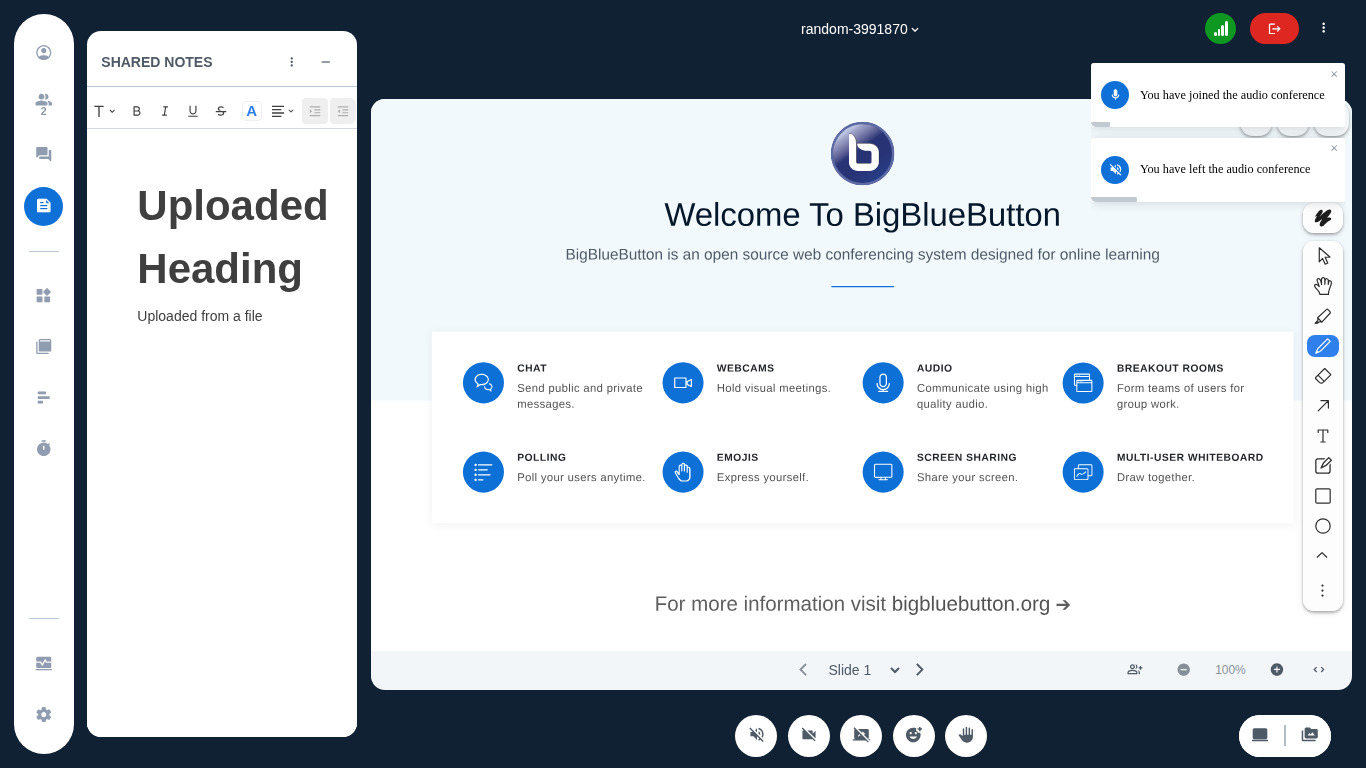 random-3991870
SHARED NOTES
2
T
B
I
U
S
A
Uploaded
Heading
Uploaded from a file
You have joined the audio conference
You have left the audio conference
Welcome To BigBlueButton
BigBlueButton is an open source web conferencing system designed for online learning
CHAT
Send public and private
messages.
WEBCAMS
Hold visual meetings.
AUDIO
Communicate using high
quality audio.
BREAKOUT ROOMS
Form teams of users for
group work.
POLLING
Poll your users anytime.
EMOJIS
Express yourself.
SCREEN SHARING
Share your screen.
MULTI-USER WHITEBOARD
Draw together.
For more information visit bigbluebutton.org ➔
Slide 1
100%